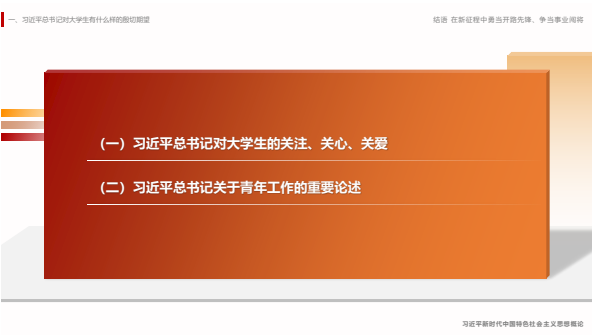 一、习近平总书记对大学生有什么样的殷切期望
结语 在新征程中勇当开路先锋、争当事业闯将
（一）习近平总书记对大学生的关注、关心、关爱
（二）习近平总书记关于青年工作的重要论述
习近平新时代中国特色社会主义思想概论